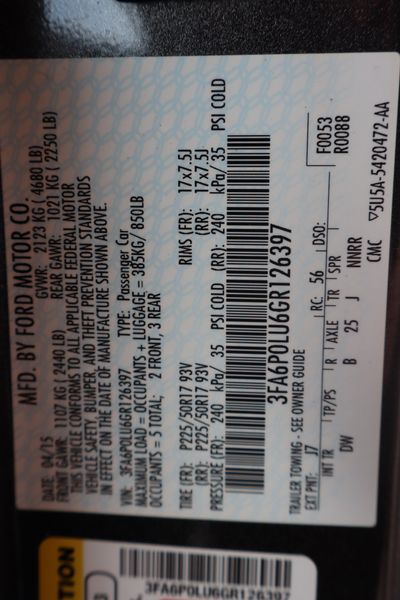 MFD. BY FORD MOTOR CO.
DATE: 04/15 GVWR: 2123 KG ( 4680 LB)
FRONT GAWR: 1107 KG ( 2440 LB) REAR GAWR: 1021 KG ( 2250 LB)
THIS VEHICLE CONFORMS TO ALL APPLICABLE FEDERAL MOTOR
VEHICLE SAFETY, BUMPER, AND THEFT PREVENTION STANDARDS
IN EFFECT ON THE DATE OF MANUFACTURE SHOWN ABOVE.
VIN: 3FA6P0LU6GR126397 TYPE: Passenger Car
MAXIMUM LOAD = OCCUPANTS + LUGGAGE = 385KG/ 850LB
OCCUPANTS = 5 TOTAL: 2 FRONT, 3 REAR
TIRE (FR): P225/50R17 93V RIMS (FR): 17x7.5J
(RR): P225/50R17 93V (RR): 17x7.5J
PRESSURE (FR): 240 kPa/ 35 PSI COLD (RR): 240 kPa/ 35 PSI COLD
3FA6P0LU6GR126397
TRAILER TOWING - SEE OWNER GUIDE
F0053
R008B
EXT PNT: J7 RC: 56 DSO:
INT TR TP/PS R AXLE TR SPR
DW B 25 J NNRR
CMC
5U5A-5420472-AA
TION
3FA6P0LU6GR126397